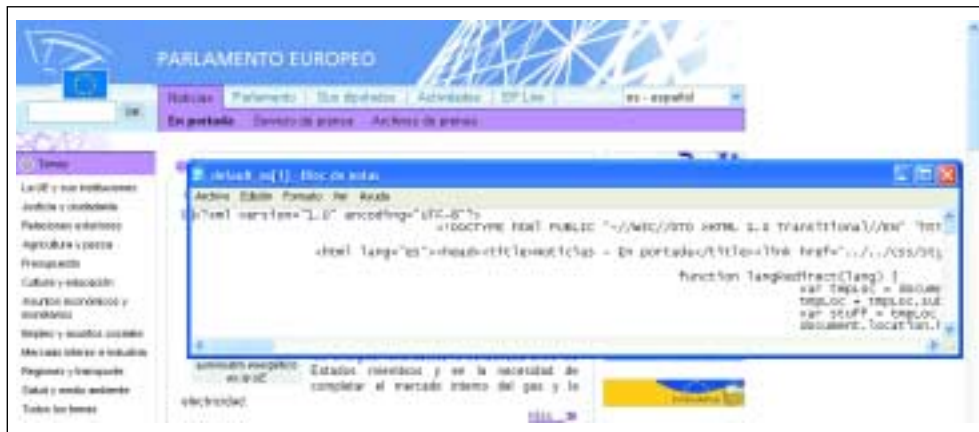 PARLAMENTO EUROPEO
Noticias Parlamento Sus diputados Actividades EP Live es - español
En portada Servicio de prensa Archivos de prensa
Temas
La UE y sus instituciones
Justicia y ciudadanía
Relaciones exteriores
Agricultura y pesca
Presupuesto
Cultura y educación
Asuntos económicos y
monetarios
Empleo y asuntos sociales
Mercado interior e industria
Regiones y transporte
Salud y medio ambiente
Todos los temas
default_es[1] - Bloc de notas
Archivo Edición Formato Ver Ayuda
<?xml version="1.0" encoding="UTF-8"?>
<!DOCTYPE html PUBLIC "-//W3C//DTD XHTML 1.0 Transitional//EN"
<html lang="es"><head><title>Noticias - En portada</title><link href="../../css/
function langRedirect(lang) {
var tmpLoc = docume
tmpLoc = tmpLoc.sub
var stuff = tmpLoc
document.location.
suministro energético
en la UE
Estados miembros y en la necesidad de
completar el mercado interno del gas y la
electricidad.